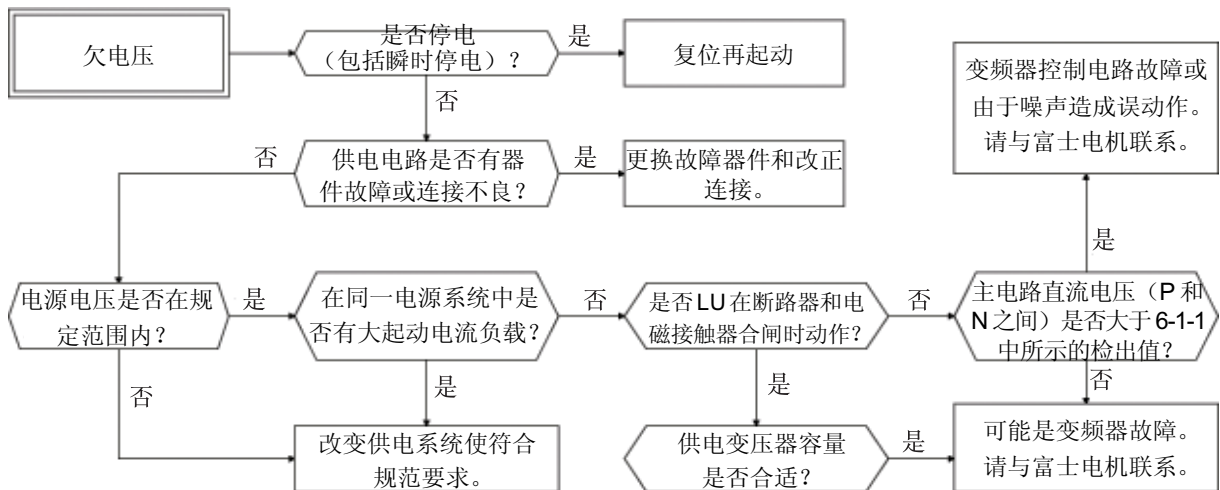 欠电压
是否停电
（包括瞬时停电）？
是
复位再起动
否
变频器控制电路故障或
由于噪声造成误动作。
请与富士电机联系。
否
供电电路是否有器
件故障或连接不良？
是
更换故障器件和改正
连接。
是
电源电压是否在规
定范围内？
是
在同一电源系统中是
否有大起动电流负载？
否
是否LU在断路器和电
磁接触器合闸时动作？
否
主电路直流电压（P和
N之间）是否大于6-1-1
中所示的检出值？
否
是
是
否
改变供电系统使符合
规范要求。
供电变压器容量
是否合适？
是
可能是变频器故障。
请与富士电机联系。